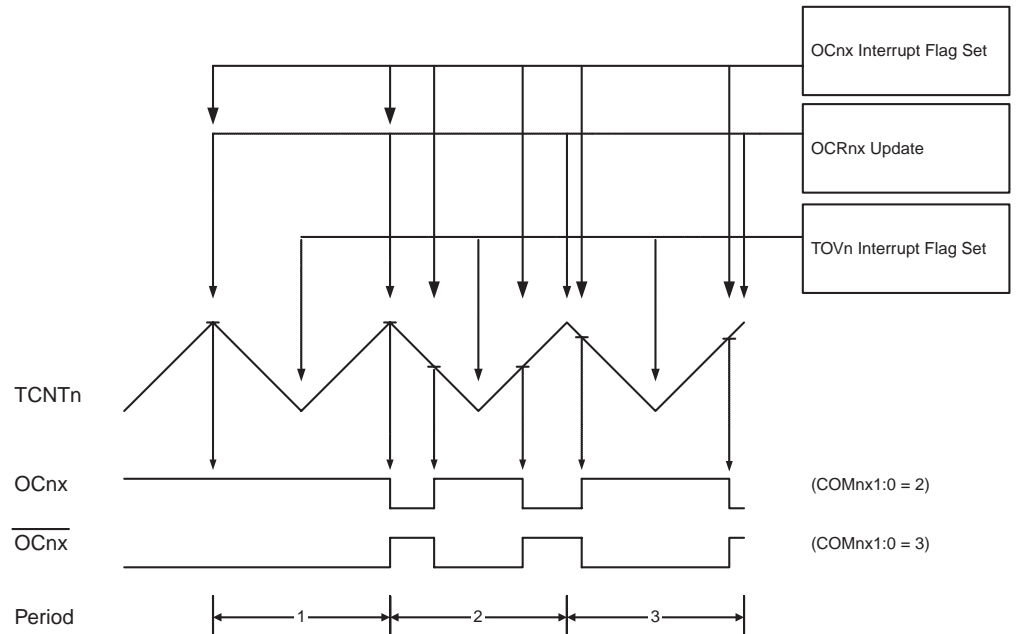 OCnx Interrupt Flag Set
OCRnx Update
TOVn Interrupt Flag Set
TCNTn
OCnx
(COMnx1:0 = 2)
OCnx
(COMnx1:0 = 3)
Period
1
2
3